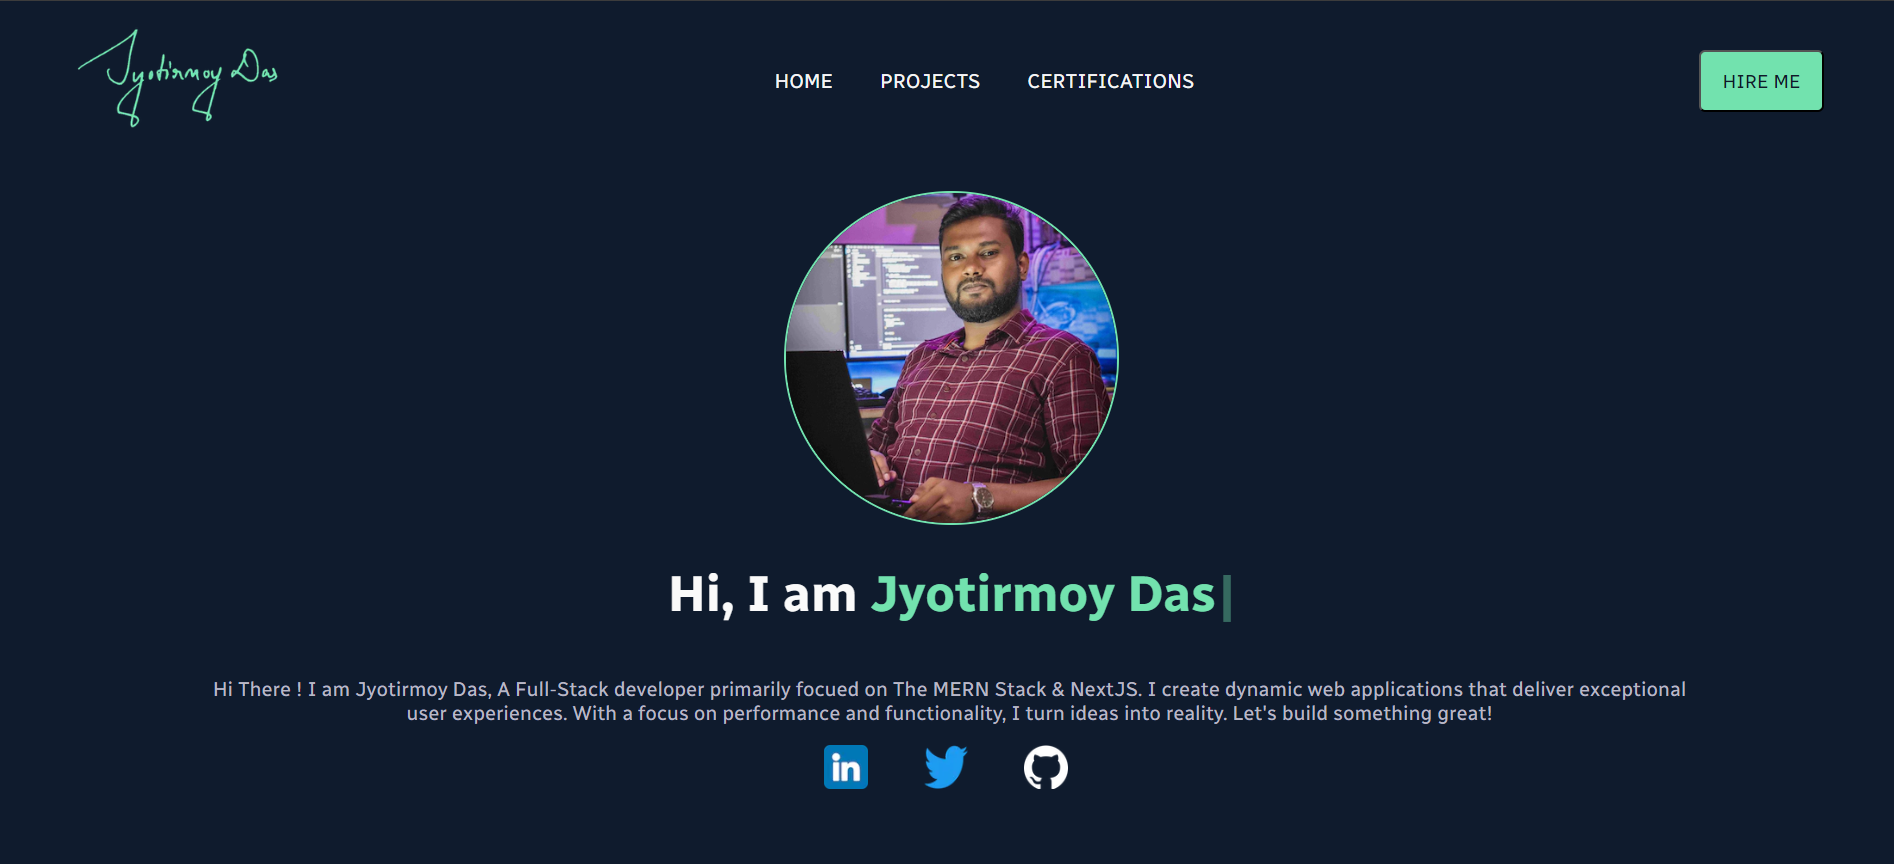 Jyotirmoy Das
HOME
PROJECTS
CERTIFICATIONS
HIRE ME
Hi, I am Jyotirmoy Das|
Hi There ! I am Jyotirmoy Das, A Full-Stack developer primarily focued on The MERN Stack & NextJS. I create dynamic web applications that deliver exceptional
user experiences. With a focus on performance and functionality, I turn ideas into reality. Let's build something great!
in